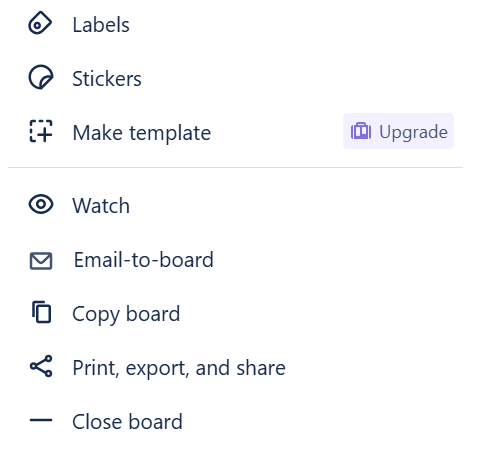 Labels
Stickers
Make template Upgrade
Watch
Email-to-board
Copy board
Print, export, and share
Close board